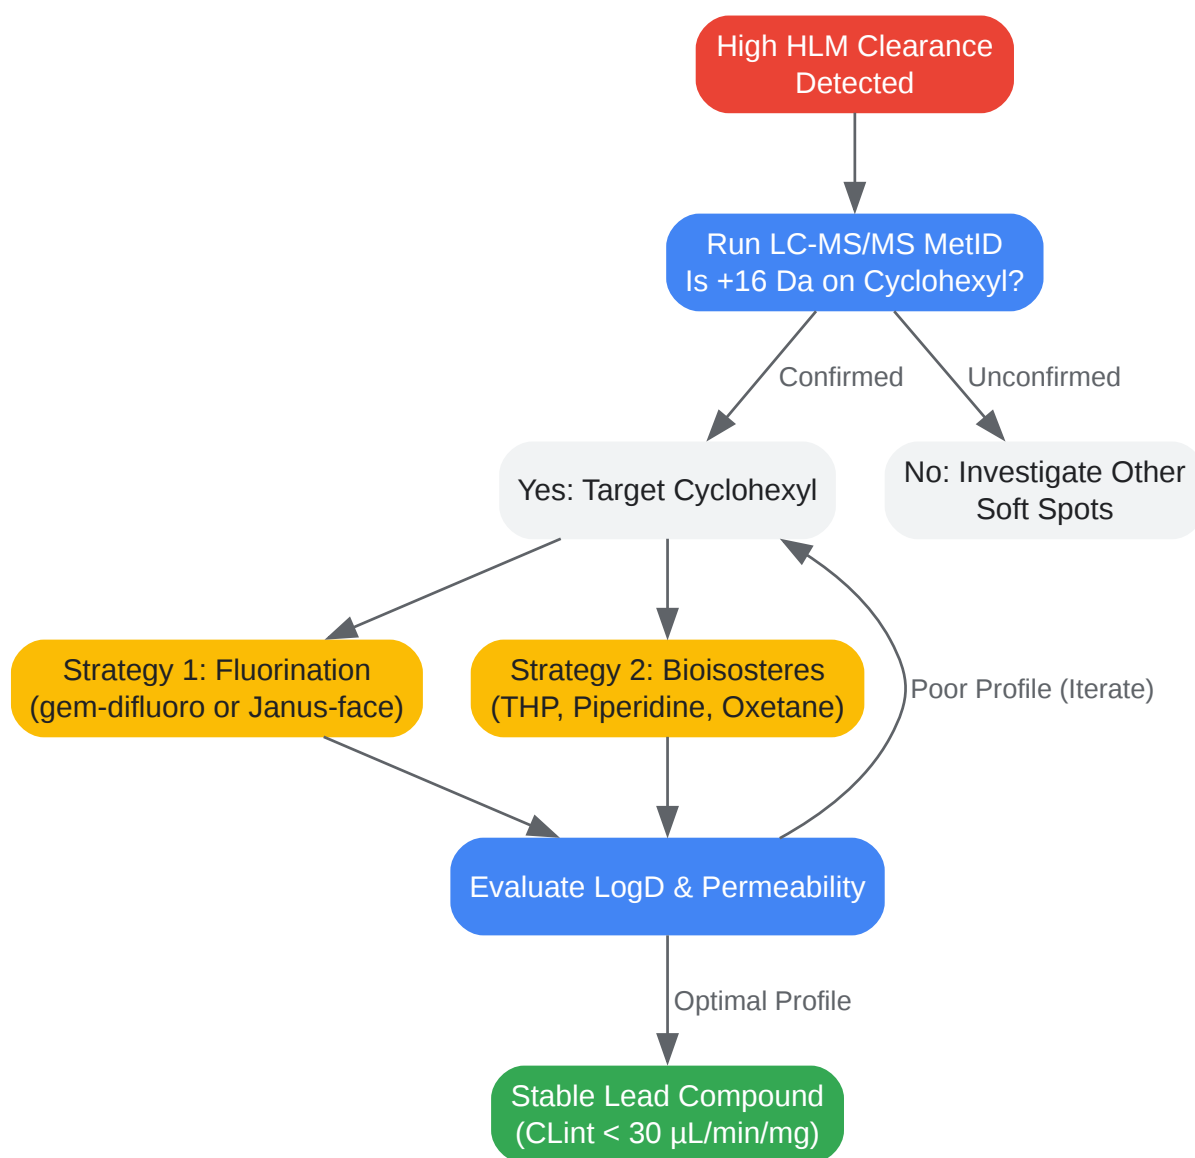 High HLM Clearance
Detected
Run LC-MS/MS MetID
Is +16 Da on Cyclohexyl?
Confirmed
Unconfirmed
Yes: Target Cyclohexyl
No: Investigate Other
Soft Spots
Strategy 1: Fluorination
(gem-difluoro or Janus-face)
Strategy 2: Bioisosteres
(THP, Piperidine, Oxetane)
Poor Profile (Iterate)
Evaluate LogD & Permeability
Optimal Profile
Stable Lead Compound
(CLint < 30 µL/min/mg)